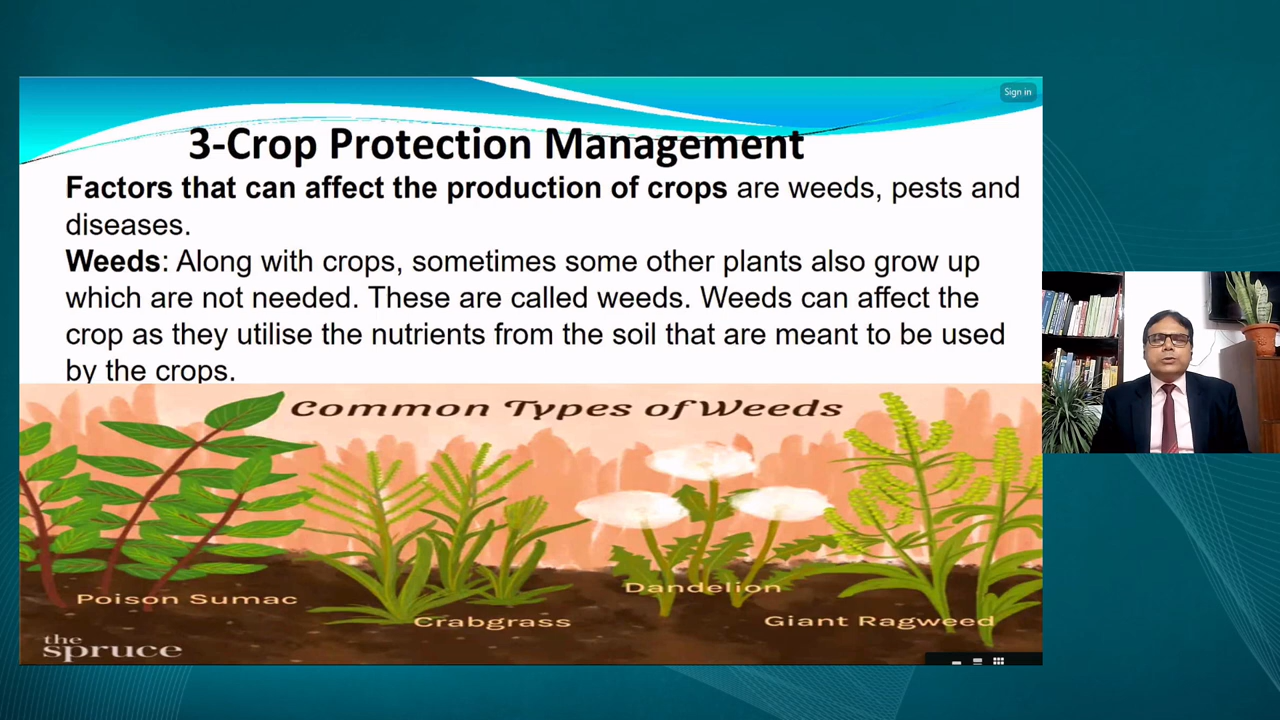 Sign in
3-Crop Protection Management
Factors that can affect the production of crops are weeds, pests and
diseases.
Weeds: Along with crops, sometimes some other plants also grow up
which are not needed. These are called weeds. Weeds can affect the
crop as they utilise the nutrients from the soil that are meant to be used
by the crops.
Common Types of Weeds
Poison Sumac
Crabgrass
Dandelion
Giant Ragweed
the
spruce